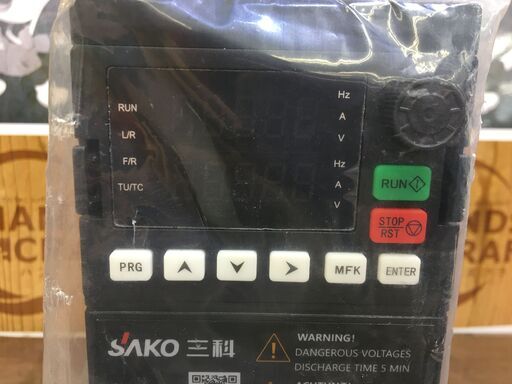 RUN
L/R
F/R
TU/TC
Hz
A
V
Hz
A
V
RUN
STOP
RST
PRG
MFK
ENTER
SAKO 三科
WARNING!
DANGEROUS VOLTAGES
DISCHARGE TIME 5 MIN